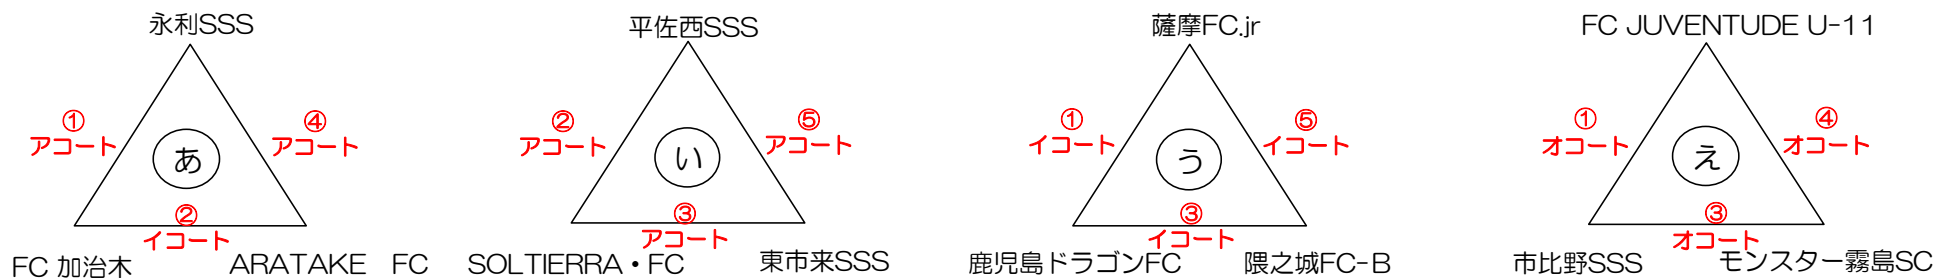 永利SSS
①
アコート
④
アコート
あ
②
イコート
FC 加治木
ARATAKE FC
平佐西SSS
②
アコート
⑤
アコート
い
③
アコート
SOLTIERRA・FC
東市来SSS
薩摩FC.jr
①
イコート
⑤
イコート
う
③
イコート
鹿児島ドラゴンFC
隈之城FC-B
FC JUVENTUDE U-11
①
オコート
④
オコート
え
③
オコート
市比野SSS
モンスター霧島SC